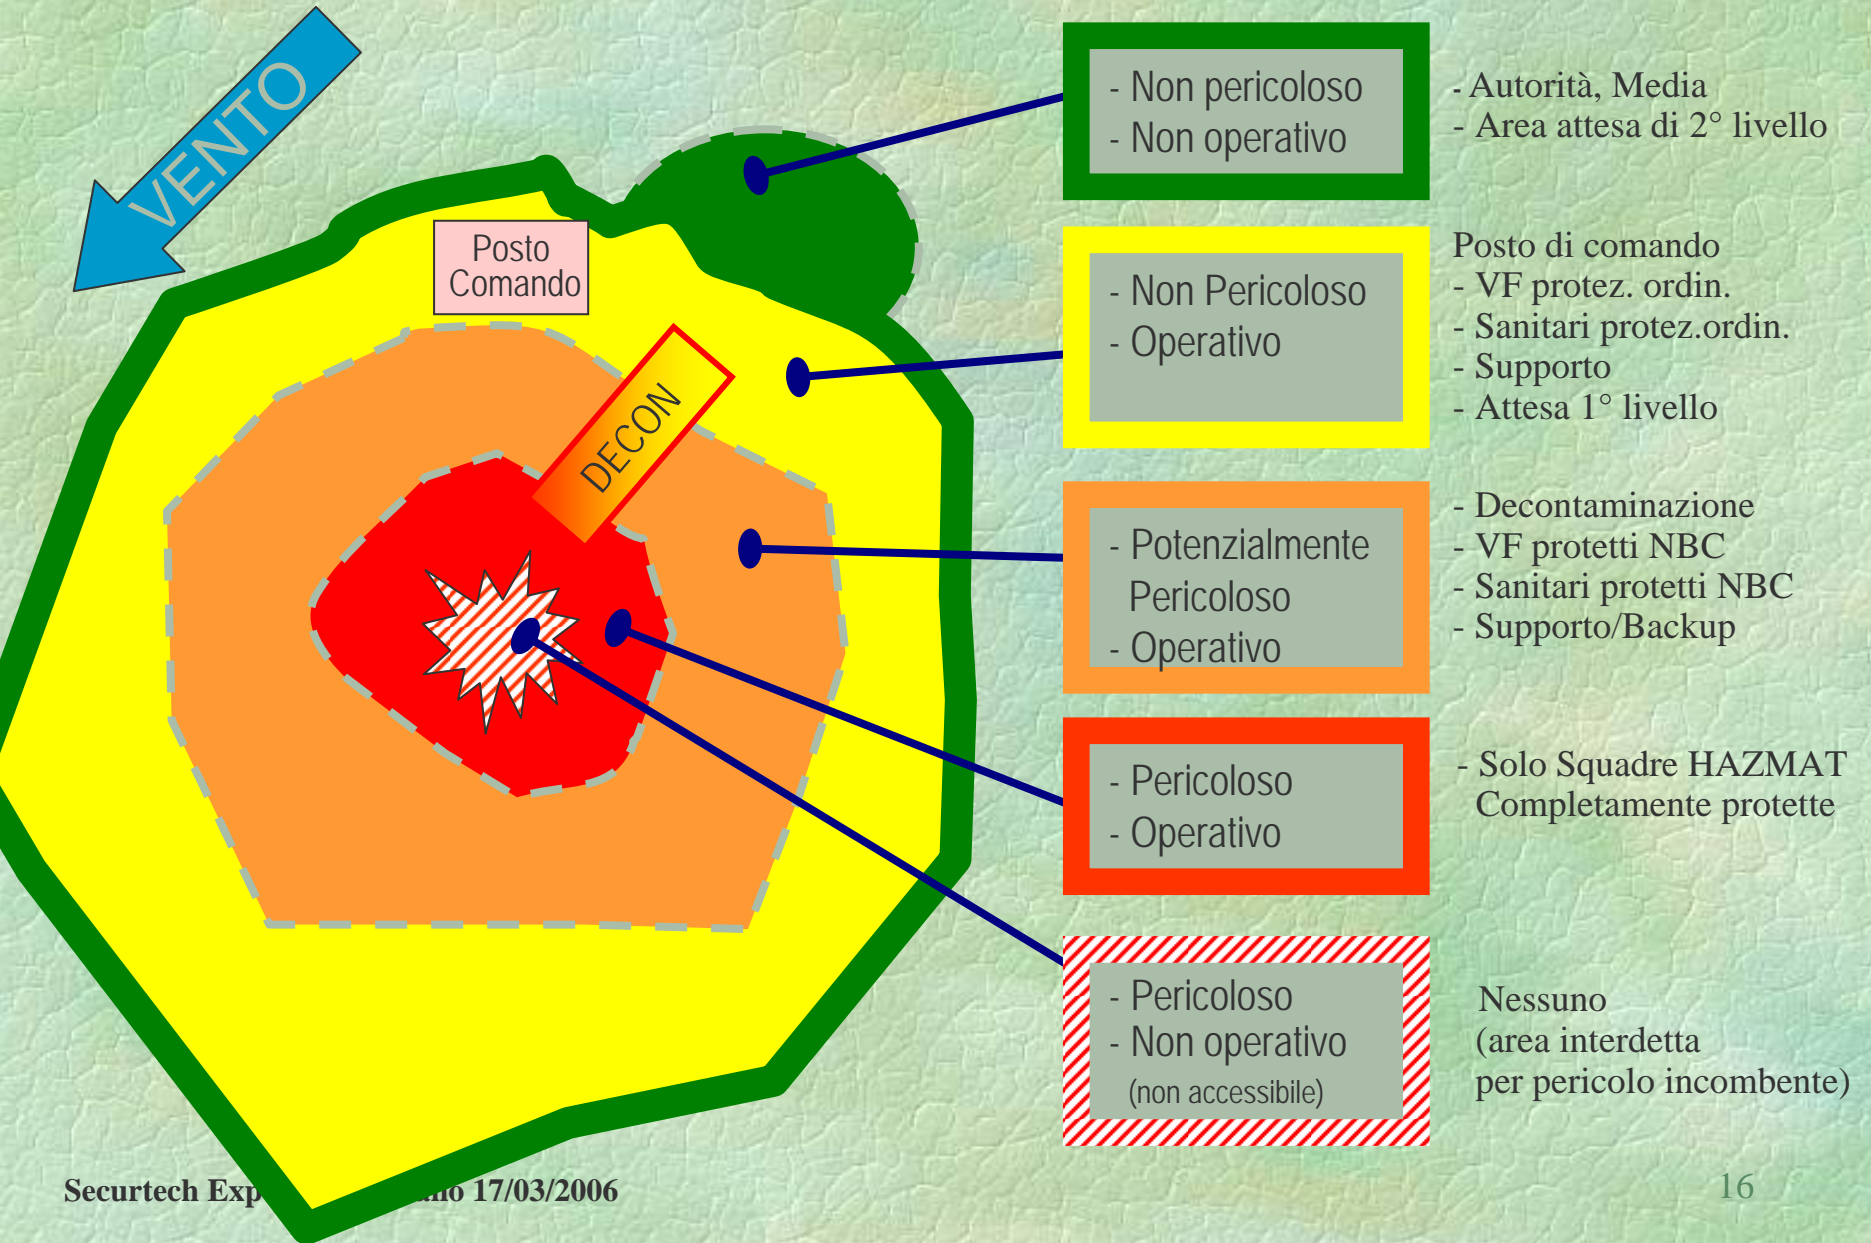 VENTO
Posto
Comando
DECON
- Non pericoloso
- Non operativo
- Autorità, Media
- Area attesa di 2° livello
- Non Pericoloso
- Operativo
Posto di comando
- VF protez. ordin.
- Sanitari protez.ordin.
- Supporto
- Attesa 1° livello
- Potenzialmente
Pericoloso
- Operativo
- Decontaminazione
- VF protetti NBC
- Sanitari protetti NBC
- Supporto/Backup
- Pericoloso
- Operativo
- Solo Squadre HAZMAT
Completamente protette
- Pericoloso
- Non operativo
(non accessibile)
Nessuno
(area interdetta
per pericolo incombente)
Securtech 17/03/2006
16